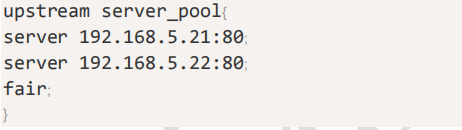 upstream server_pool{
server 192.168.5.21:80;
server 192.168.5.22:80;
fair;
}